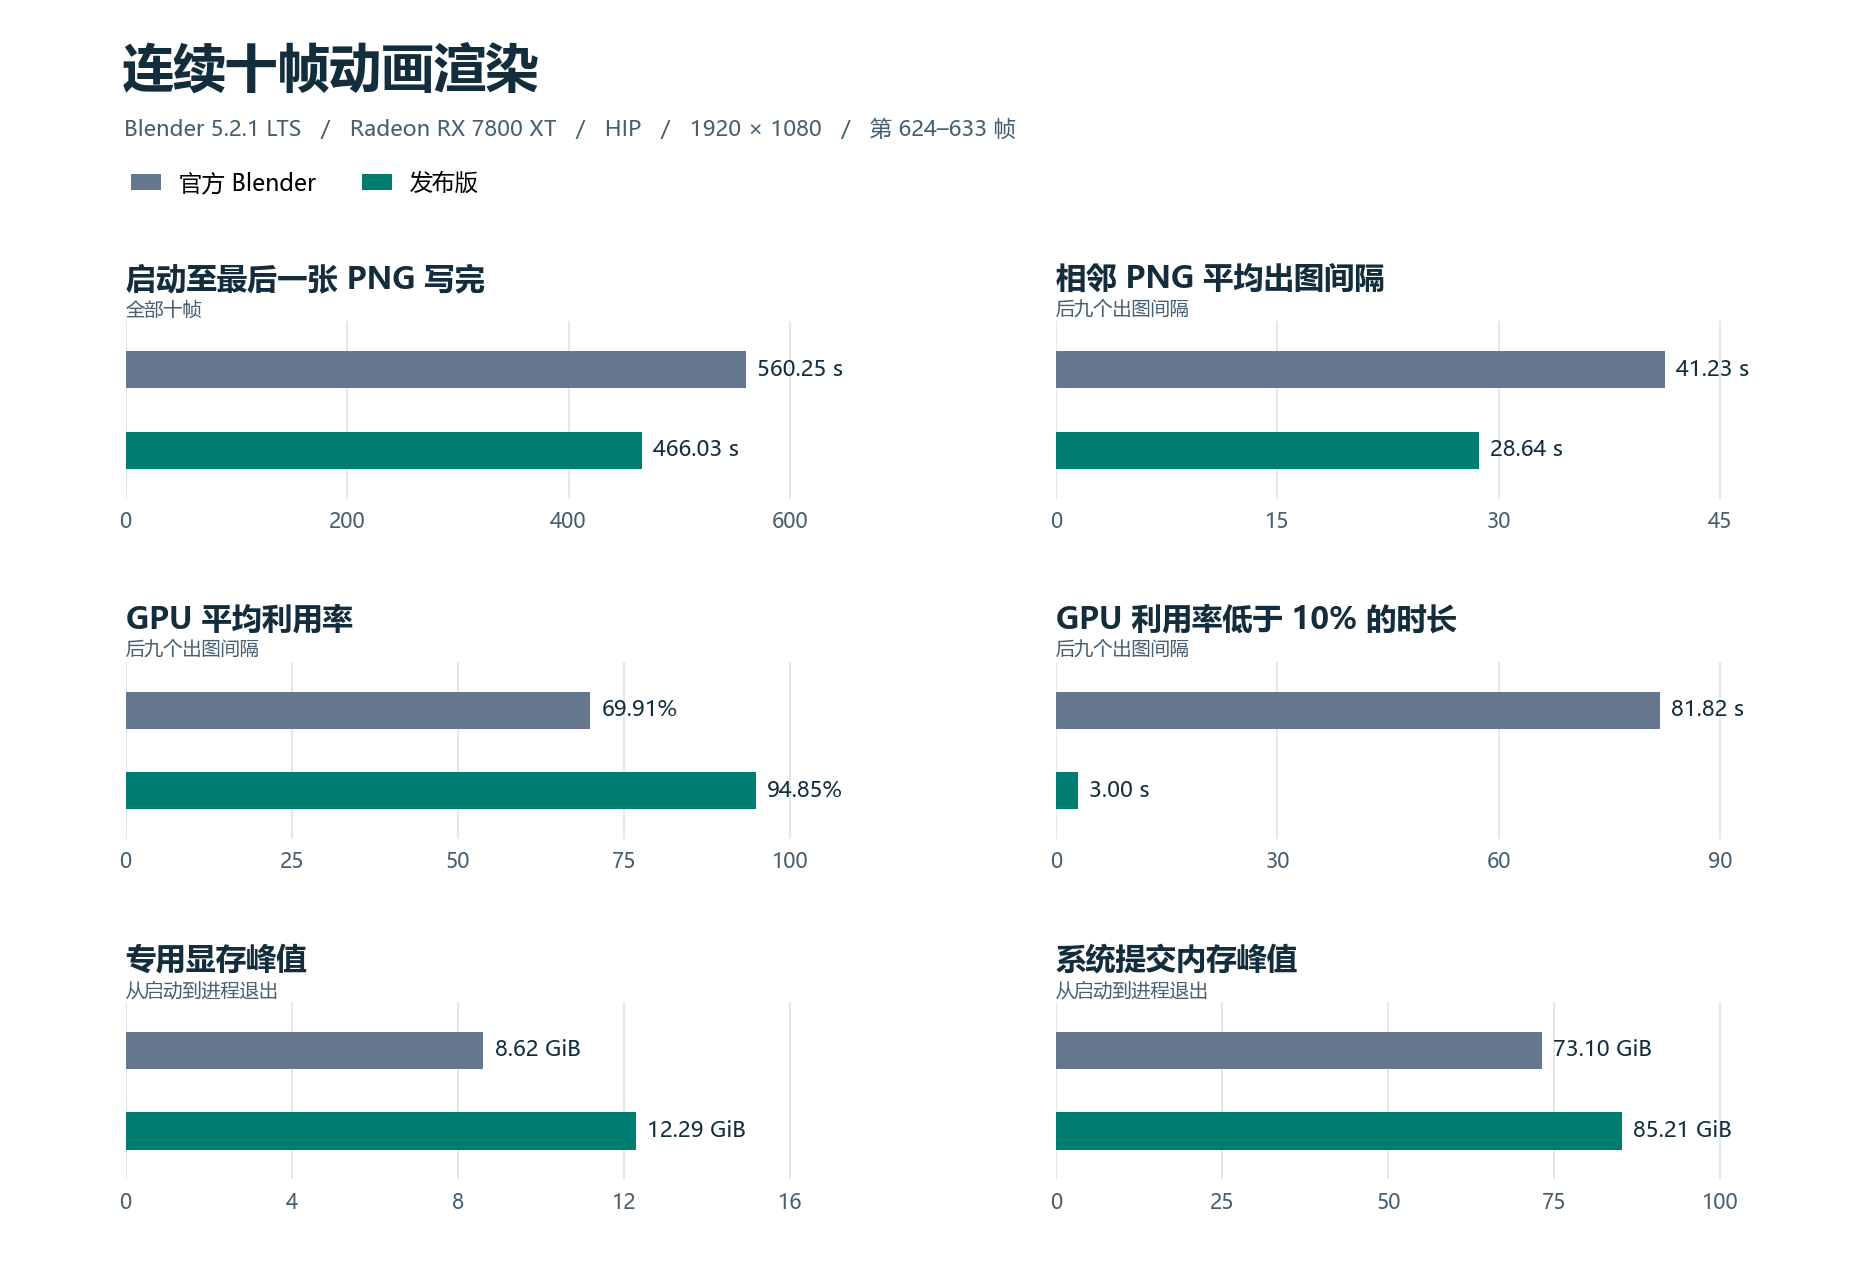 连续十帧动画渲染
Blender 5.2.1 LTS / Radeon RX 7800 XT / HIP / 1920 × 1080 / 第 624–633 帧
官方 Blender 发布版
启动至最后一张 PNG 写完
全部十帧
560.25 s
466.03 s
0 200 400 600
相邻 PNG 平均出图间隔
后九个出图间隔
41.23 s
28.64 s
0 15 30 45
GPU 平均利用率
后九个出图间隔
69.91%
94.85%
0 25 50 75 100
GPU 利用率低于 10% 的时长
后九个出图间隔
81.82 s
3.00 s
0 30 60 90
专用显存峰值
从启动到进程退出
8.62 GiB
12.29 GiB
0 4 8 12 16
系统提交内存峰值
从启动到进程退出
73.10 GiB
85.21 GiB
0 25 50 75 100